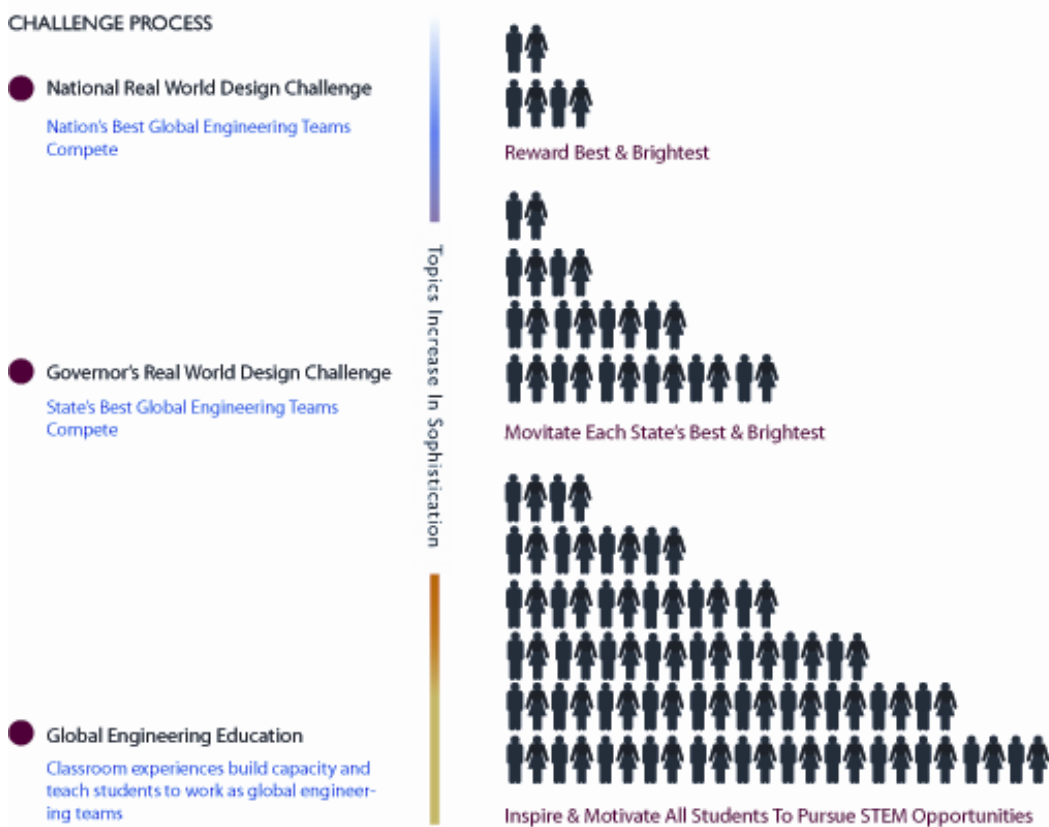 CHALLENGE PROCESS
National Real World Design Challenge
Nation's Best Global Engineering Teams
Compete
Reward Best & Brightest
Topics Increase In Sophistication
Governor's Real World Design Challenge
State's Best Global Engineering Teams
Compete
Movitate Each State's Best & Brightest
Global Engineering Education
Classroom experiences build capacity and
teach students to work as global engineer-
ing teams
Inspire & Motivate All Students To Pursue STEM Opportunities